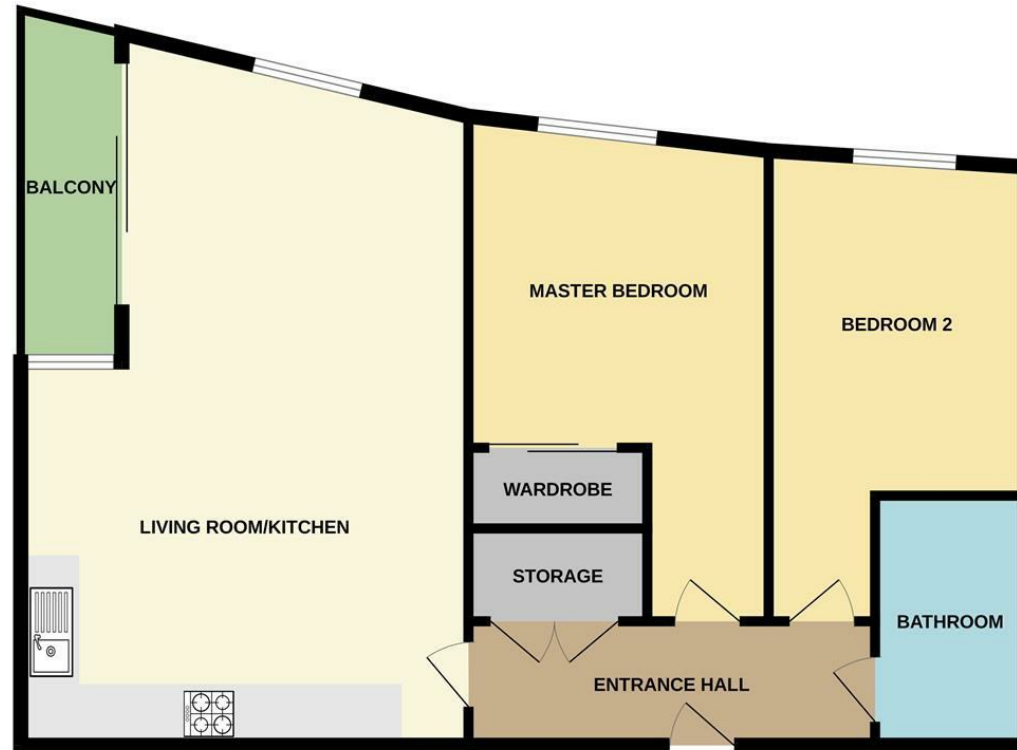 BALCONY
MASTER BEDROOM
BEDROOM 2
WARDROBE
LIVING ROOM/KITCHEN
STORAGE
BATHROOM
ENTRANCE HALL